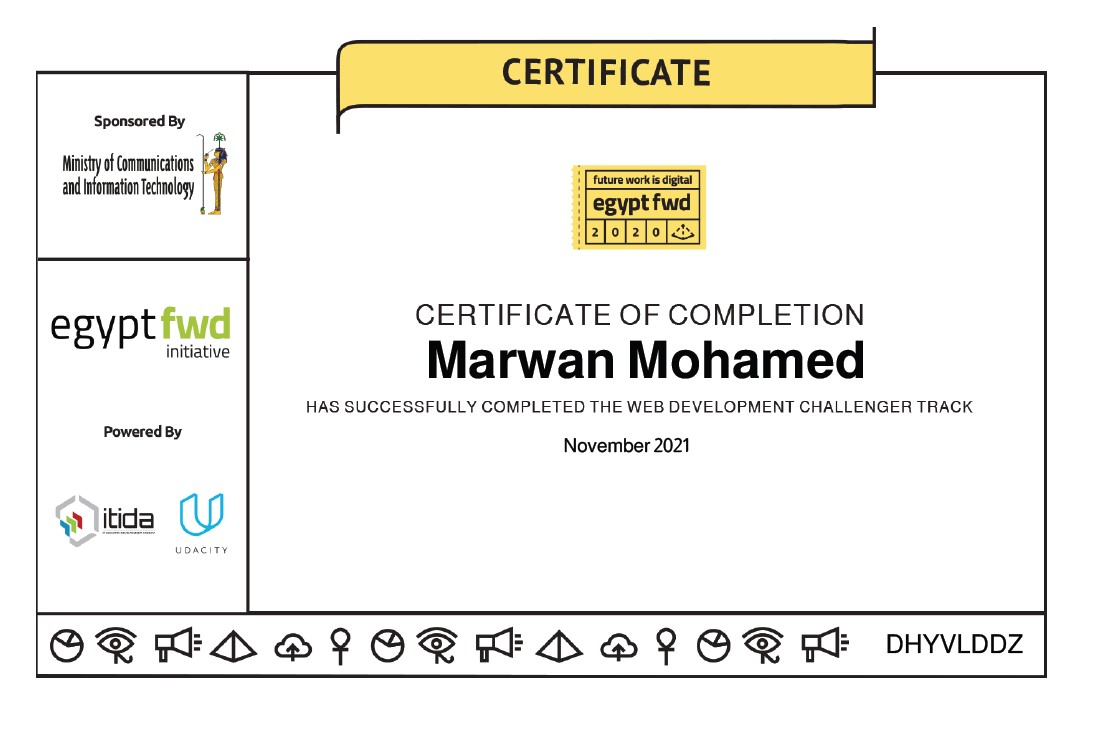 CERTIFICATE
Sponsored By
Ministry of Communications
and Information Technology
egypt fwd
initiative
Powered By
itida
UDACITY
future work is digital
egypt fwd
2 0 2 0
CERTIFICATE OF COMPLETION
Marwan Mohamed
HAS SUCCESSFULLY COMPLETED THE WEB DEVELOPMENT CHALLENGER TRACK
November 2021
DHYVLDDZ